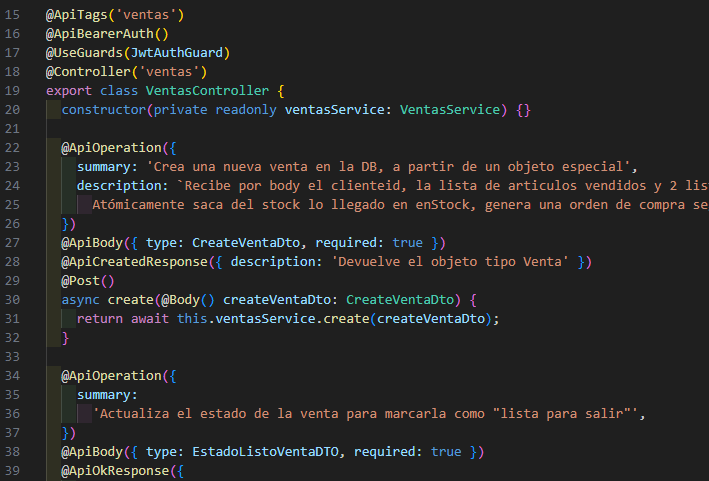 15 @ApiTags('ventas')
16 @ApiBearerAuth()
17 @UseGuards(JwtAuthGuard)
18 @Controller('ventas')
19 export class VentasController {
20   constructor(private readonly ventasService: VentasService) {}
21
22   @ApiOperation({
23     summary: 'Crea una nueva venta en la DB, a partir de un objeto especial',
24     description: `Recibe por body el clienteid, la lista de articulos vendidos y 2 list
25       Atómicamente saca del stock lo llegado en enStock, genera una orden de compra se
26   })
27   @ApiBody({ type: CreateVentaDto, required: true })
28   @ApiCreatedResponse({ description: 'Devuelve el objeto tipo Venta' })
29   @Post()
30   async create(@Body() createVentaDto: CreateVentaDto) {
31     return await this.ventasService.create(createVentaDto);
32   }
33
34   @ApiOperation({
35     summary:
36       'Actualiza el estado de la venta para marcarla como "lista para salir"',
37   })
38   @ApiBody({ type: EstadoListoVentaDTO, required: true })
39   @ApiOkResponse({